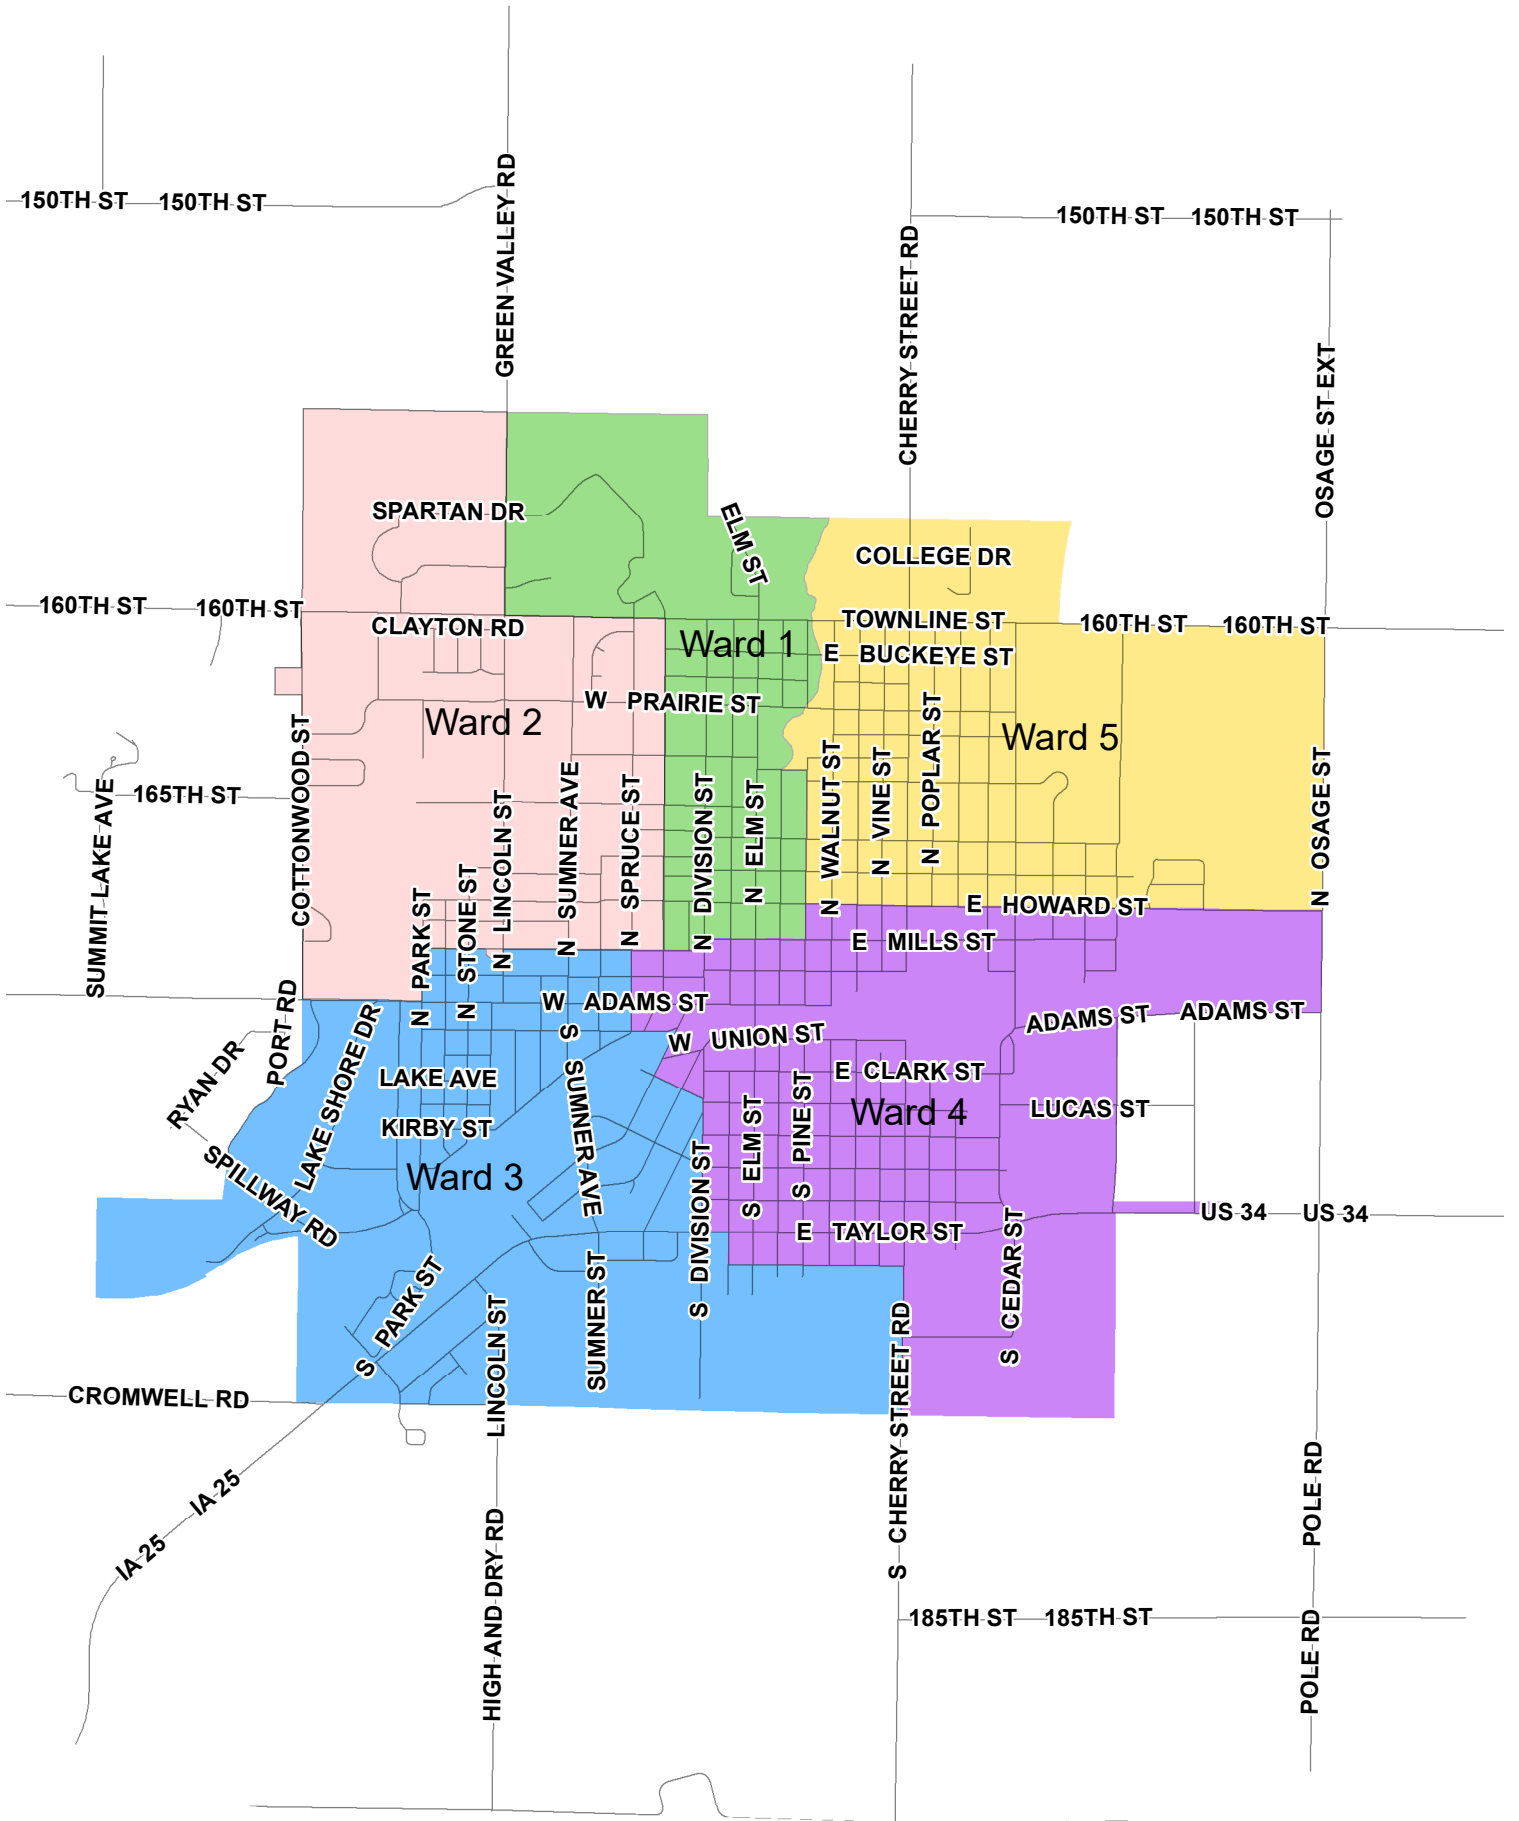 GREEN VALLEY RD
150TH ST
150TH ST
150TH ST
150TH ST
CHERRY STREET RD
OSAGE ST EXT
SPARTAN DR
ELM ST
COLLEGE DR
160TH ST
160TH ST
CLAYTON RD
TOWNLINE ST
160TH ST
160TH ST
Ward 1
E BUCKEYE ST
W PRAIRIE ST
Ward 2
Ward 5
COTTONWOOD ST
165TH ST
SUMMIT LAKE AVE
N PARK ST
N STONE ST
N LINCOLN ST
N SUMNER AVE
N SPRUCE ST
N DIVISION ST
N ELM ST
N WALNUT ST
N VINE ST
N POPLAR ST
N OSAGE ST
E HOWARD ST
E MILLS ST
PORT RD
W ADAMS ST
ADAMS ST
ADAMS ST
W UNION ST
RYAN DR
LAKE SHORE DR
LAKE AVE
S SUMNER AVE
E CLARK ST
Ward 4
LUCAS ST
KIRBY ST
Ward 3
SPILLWAY RD
S ELM ST
S PINE ST
S DIVISION ST
E TAYLOR ST
US 34
US 34
S CEDAR ST
S PARK ST
LINCOLN ST
SUMNER ST
CROMWELL RD
S CHERRY STREET RD
IA 25
IA 25
HIGH AND DRY RD
POLE RD
185TH ST
185TH ST
POLE RD